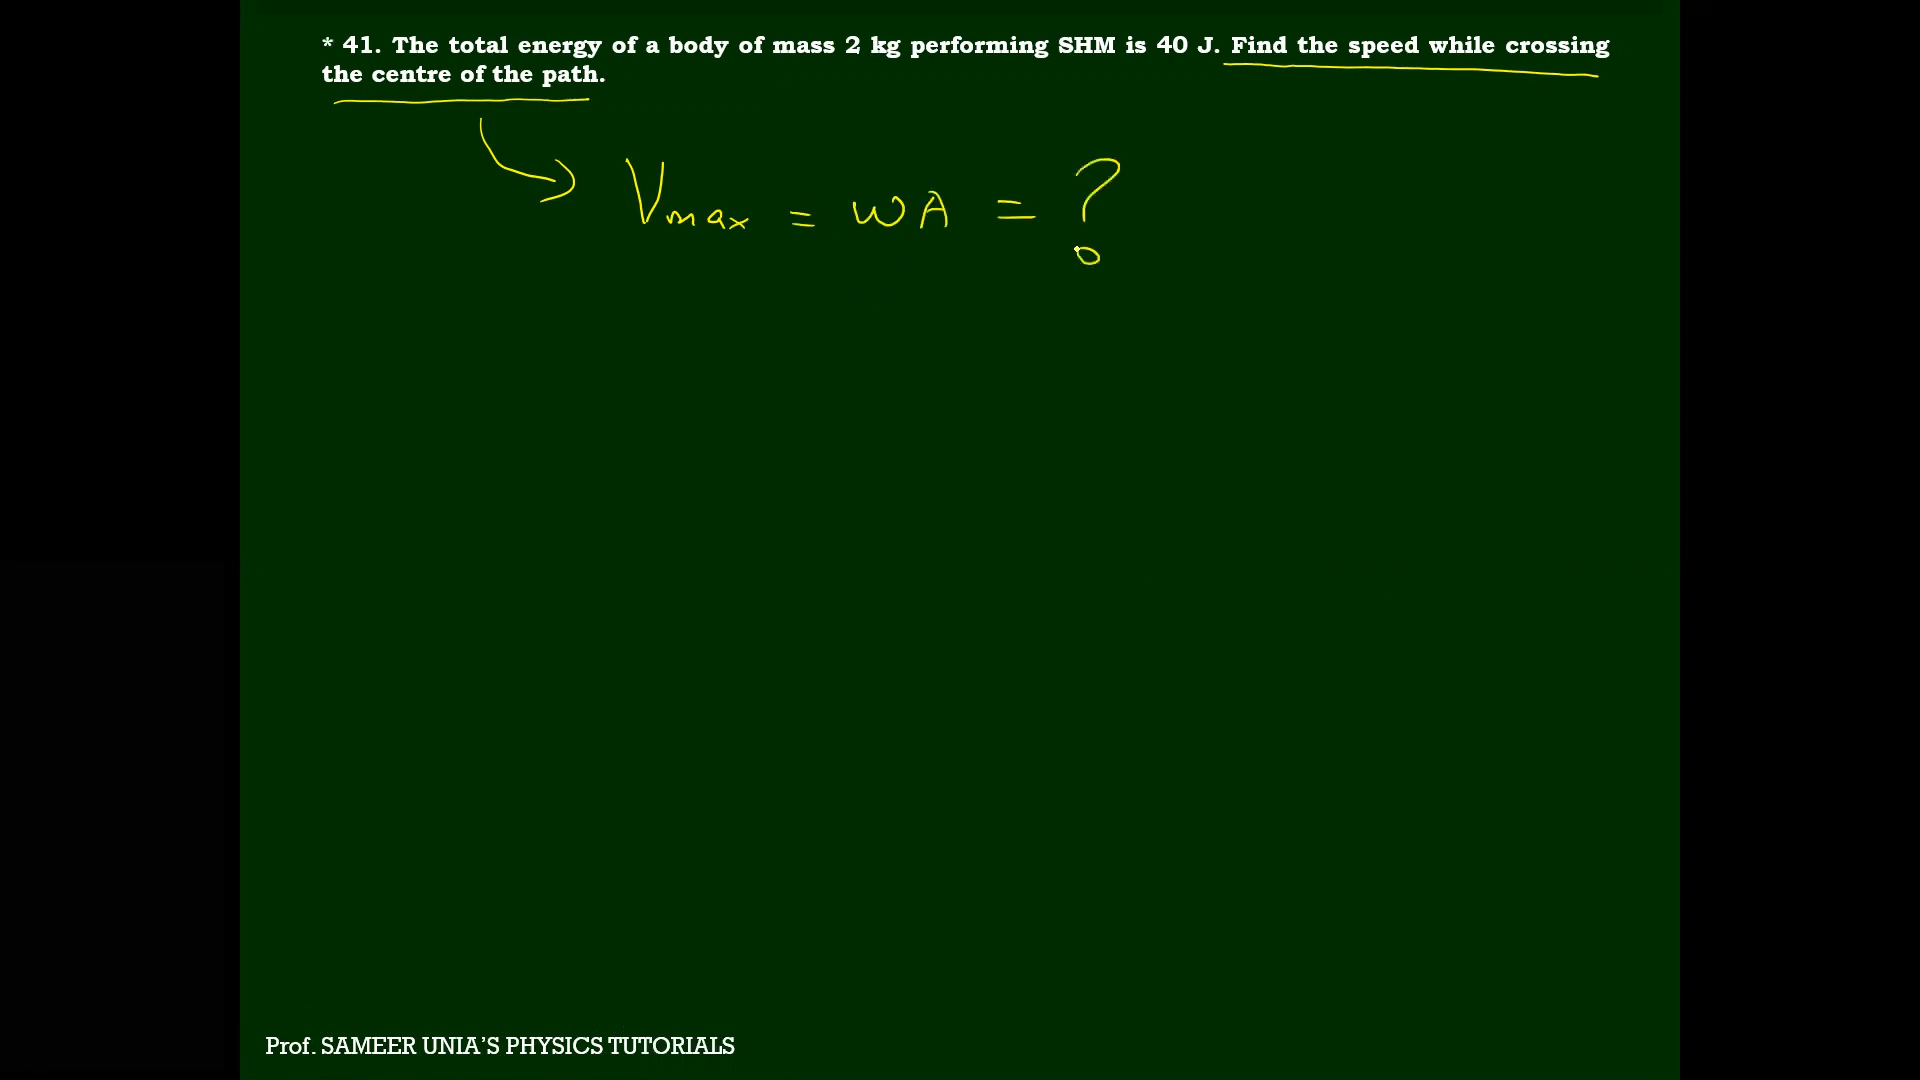 * 41. The total energy of a body of mass 2 kg performing SHM is 40 J. Find the speed while crossing
the centre of the path.
Vmax = ωA = ?
Prof. SAMEER UNIA’S PHYSICS TUTORIALS